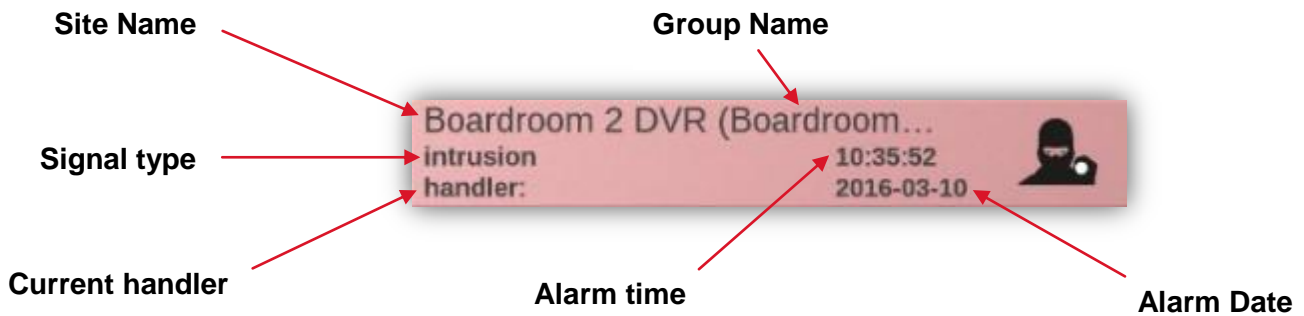 Site Name
Group Name
Boardroom 2 DVR (Boardroom...
Signal type
intrusion
10:35:52
handler:
2016-03-10
Current handler
Alarm time
Alarm Date